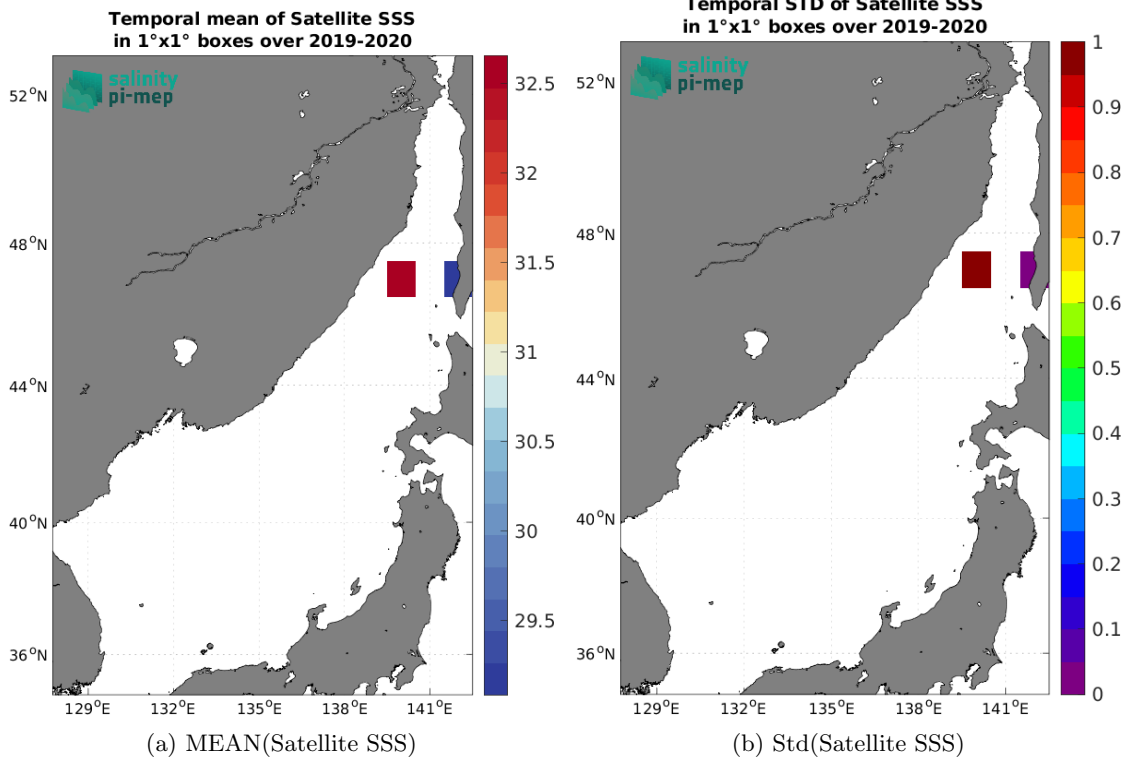 Temporal mean of Satellite SSS
in 1°x1° boxes over 2019-2020
salinity
pi-mep
52°N
48°N
44°N
40°N
36°N
129°E 132°E 135°E 138°E 141°E
32.5
32
31.5
31
30.5
30
29.5
(a) MEAN(Satellite SSS)
Temporal STD of Satellite SSS
in 1°x1° boxes over 2019-2020
salinity
pi-mep
52°N
48°N
44°N
40°N
36°N
129°E 132°E 135°E 138°E 141°E
1
0.9
0.8
0.7
0.6
0.5
0.4
0.3
0.2
0.1
0
(b) Std(Satellite SSS)